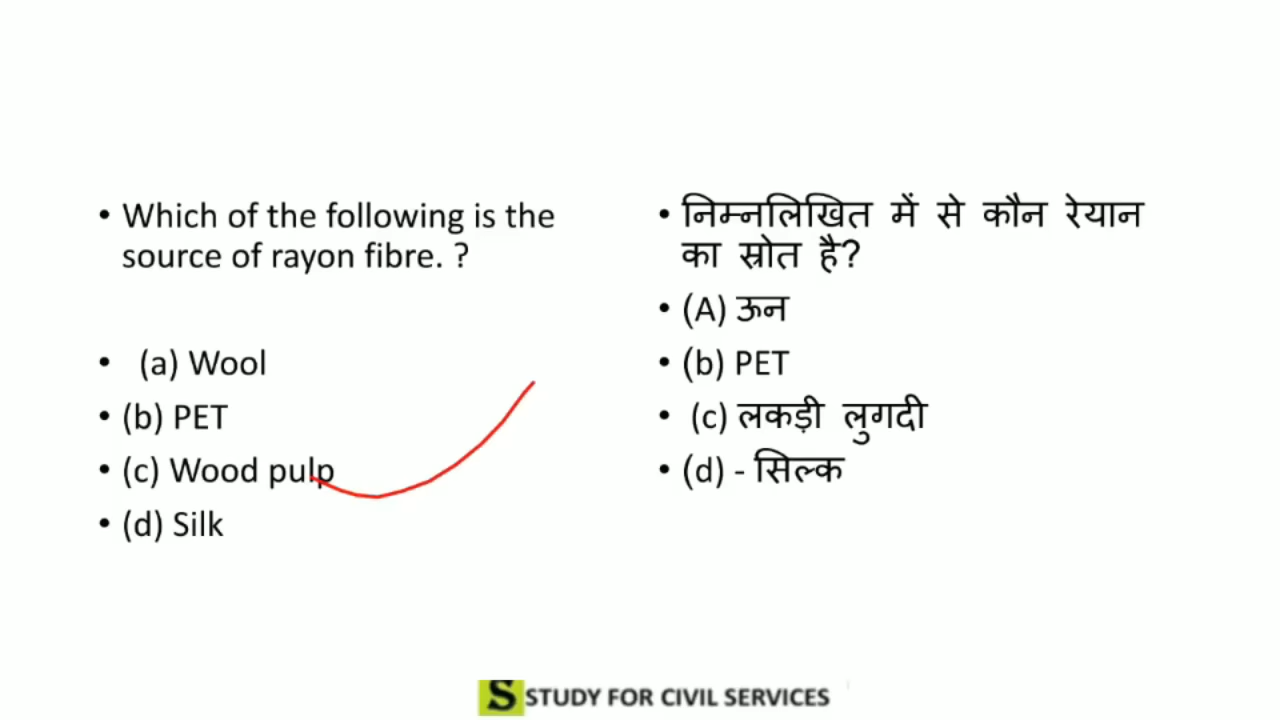 • Which of the following is the
source of rayon fibre. ?
• (a) Wool
• (b) PET
• (c) Wood pulp
• (d) Silk
• निम्नलिखित में से कौन रेयान
का स्रोत है?
• (A) ऊन
• (b) PET
• (c) लकड़ी लुगदी
• (d) - सिल्क
S STUDY FOR CIVIL SERVICES